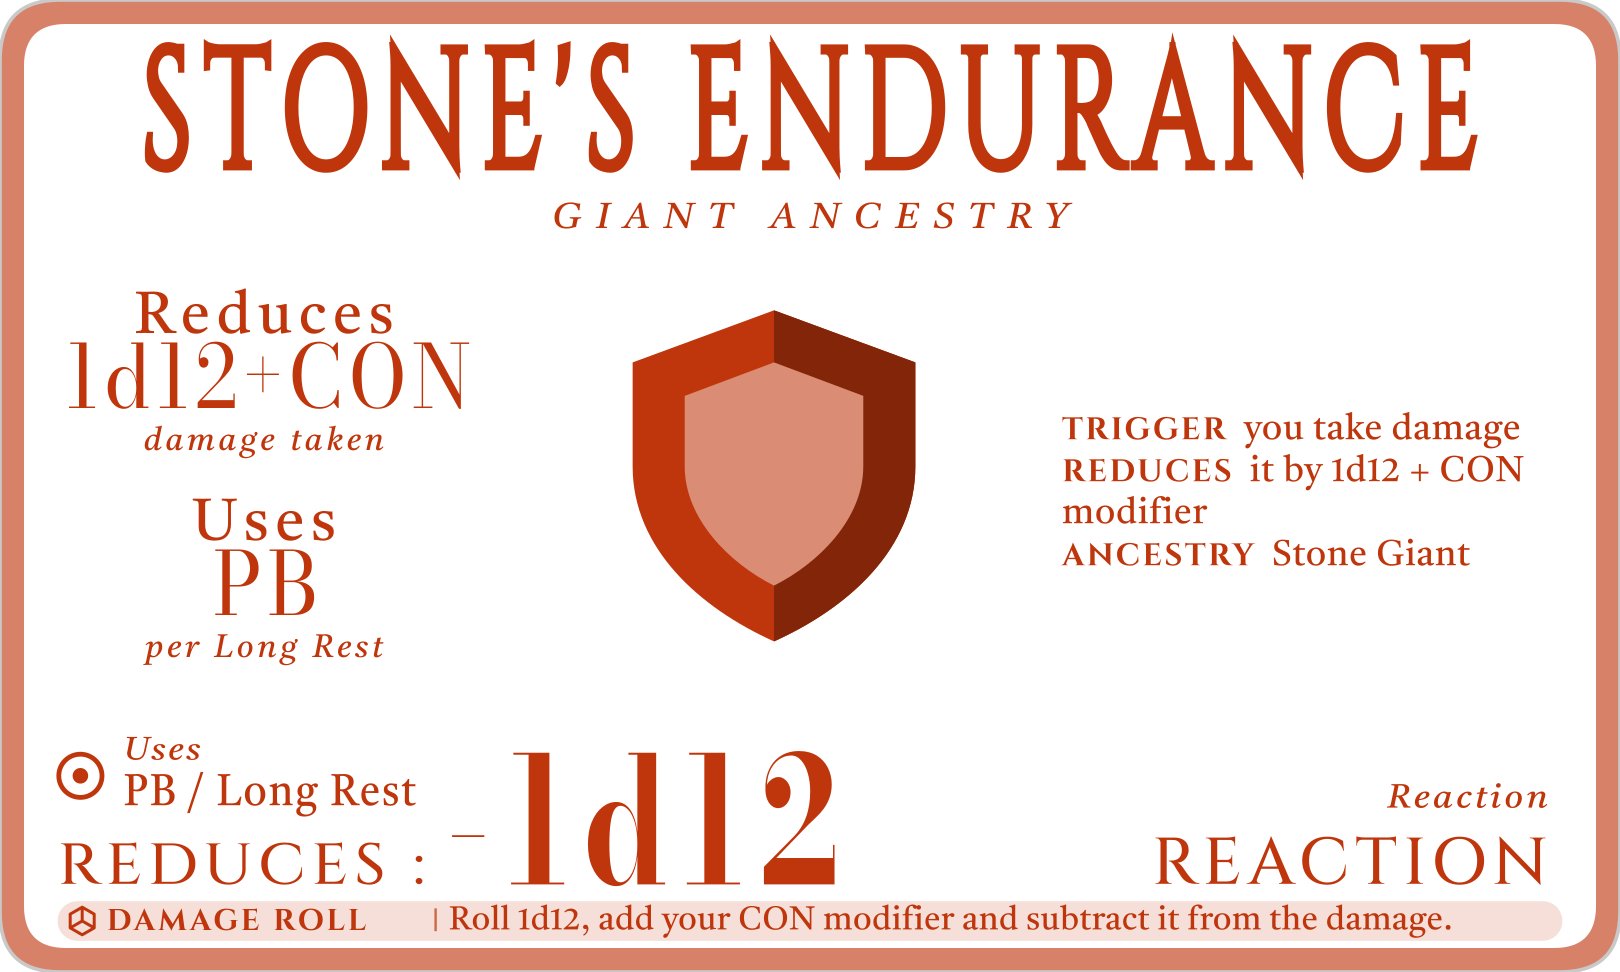 STONE’S ENDURANCE
GIANT ANCESTRY
Reduces
1d12+CON
damage taken
Uses
PB
per Long Rest
TRIGGER you take damage
REDUCES it by 1d12 + CON
modifier
ANCESTRY Stone Giant
Uses
PB / Long Rest
REDUCES : –1d12
Reaction
REACTION
DAMAGE ROLL | Roll 1d12, add your CON modifier and subtract it from the damage.